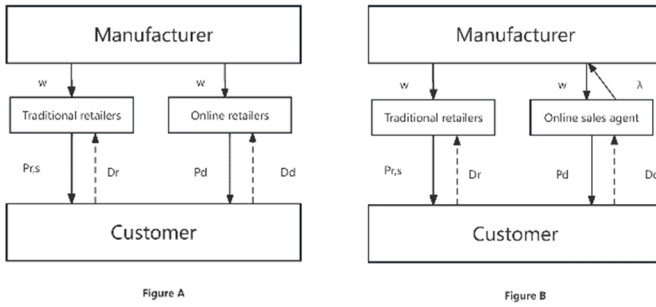 Manufacturer
w
w
Traditional retailers
Online retailers
Pr,s
Dr
Pd
Dd
Customer
Figure A
Manufacturer
w
w
λ
Traditional retailers
Online sales agent
Pr,s
Dr
Pd
Customer
Figure B